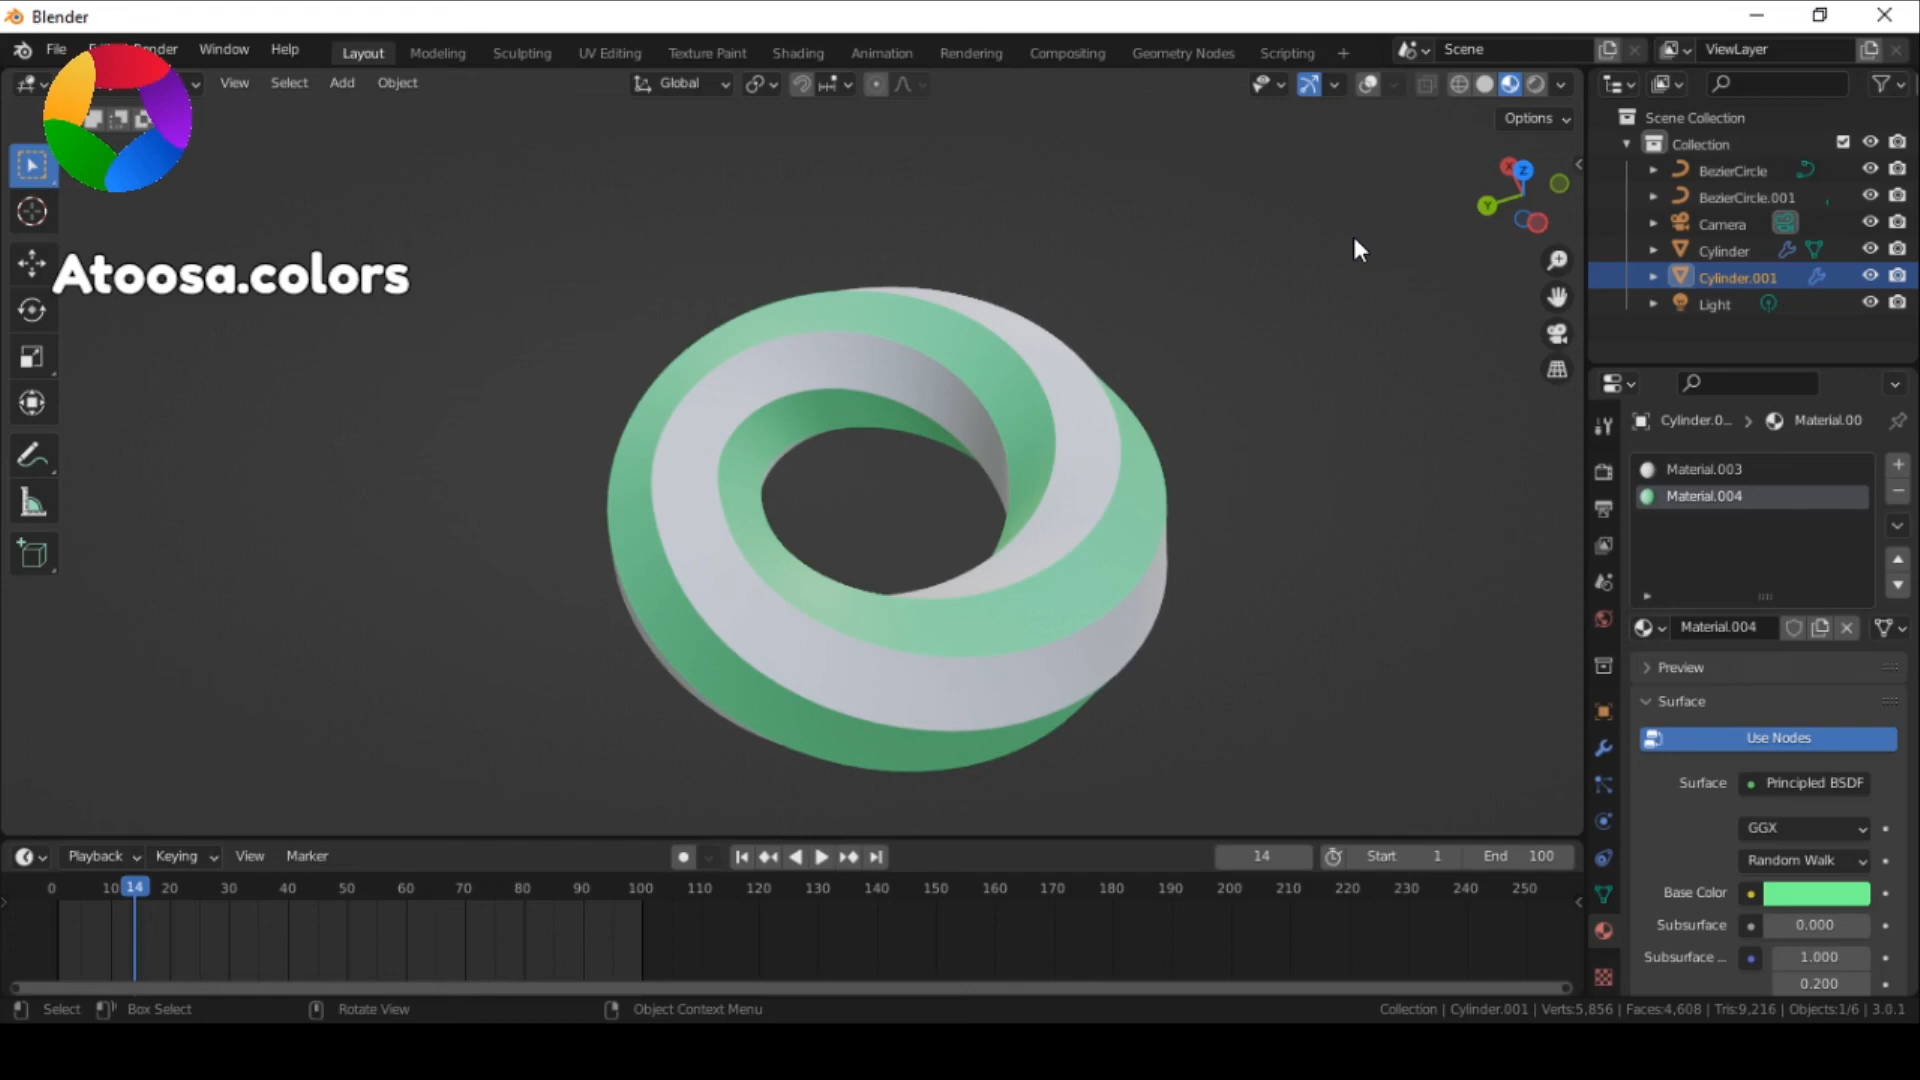 Blender
File Render Window Help
Layout Modeling Sculpting UV Editing Texture Paint Shading Animation Rendering Compositing Geometry Nodes Scripting +
Scene
ViewLayer
View Select Add Object
Global
Options
Atoosa.colors
X
Y
Z
Scene Collection
Collection
BezierCircle
BezierCircle.001
Camera
Cylinder
Cylinder.001
Light
Cylinder.0... > Material.00
Material.003
Material.004
Material.004
Preview
Surface
Use Nodes
Surface Principled BSDF
GGX
Random Walk
Base Color
Subsurface 0.000
Subsurface ... 1.000
0.200
Playback Keying View Marker
14 Start 1 End 100
0 10 14 20 30 40 50 60 70 80 90 100 110 120 130 140 150 160 170 180 190 200 210 220 230 240 250
Select Box Select Rotate View Object Context Menu
Collection | Cylinder.001 | Verts:5,856 | Faces:4,608 | Tris:9,216 | Objects:1/6 | 3.0.1